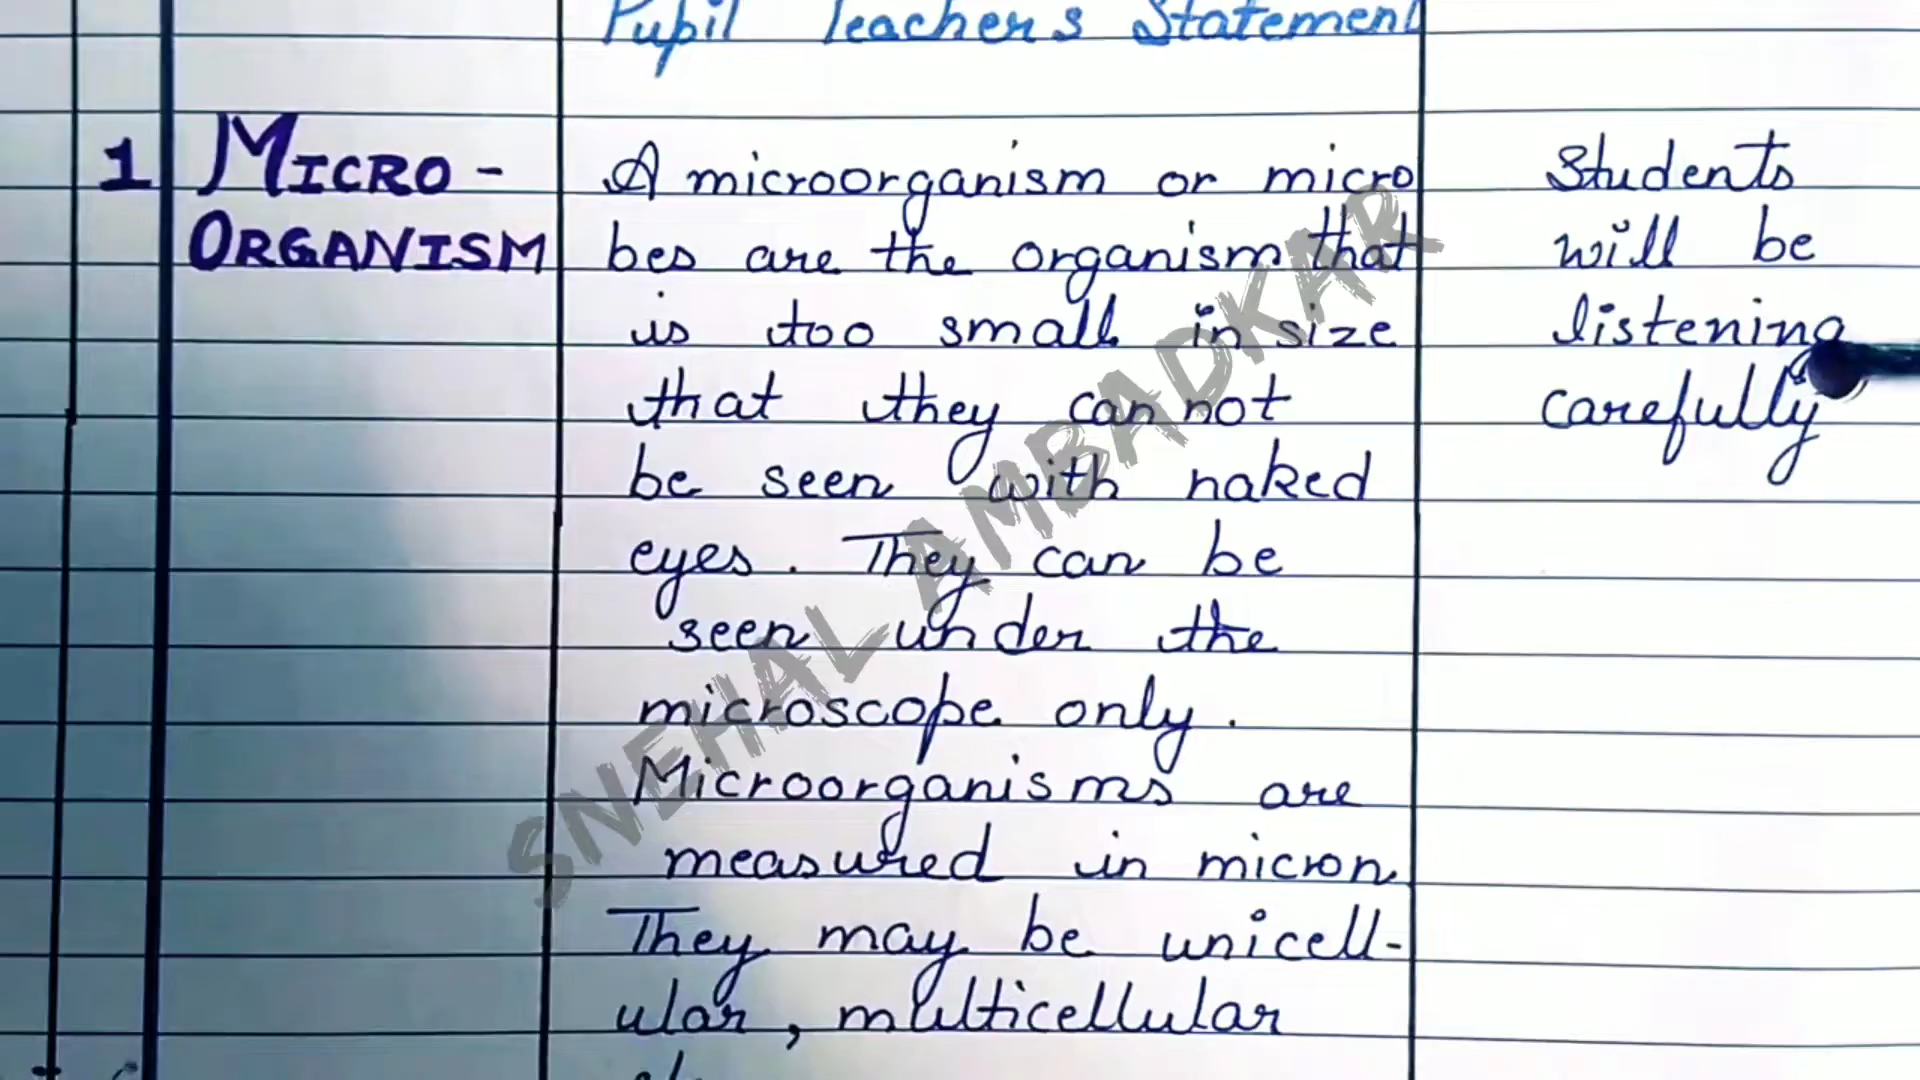 Pupil Teacher's Statement
1 MICRO -
ORGANISM
A microorganism or micro
bes are the organism that
is too small in size
that they can not
be seen with naked
eyes. They can be
seen under the
microscope only.
Microorganisms are
measured in micron
They may be unicell-
ular, multicellular
Students
will be
listening
carefully
SNEHAL AMBADKAR